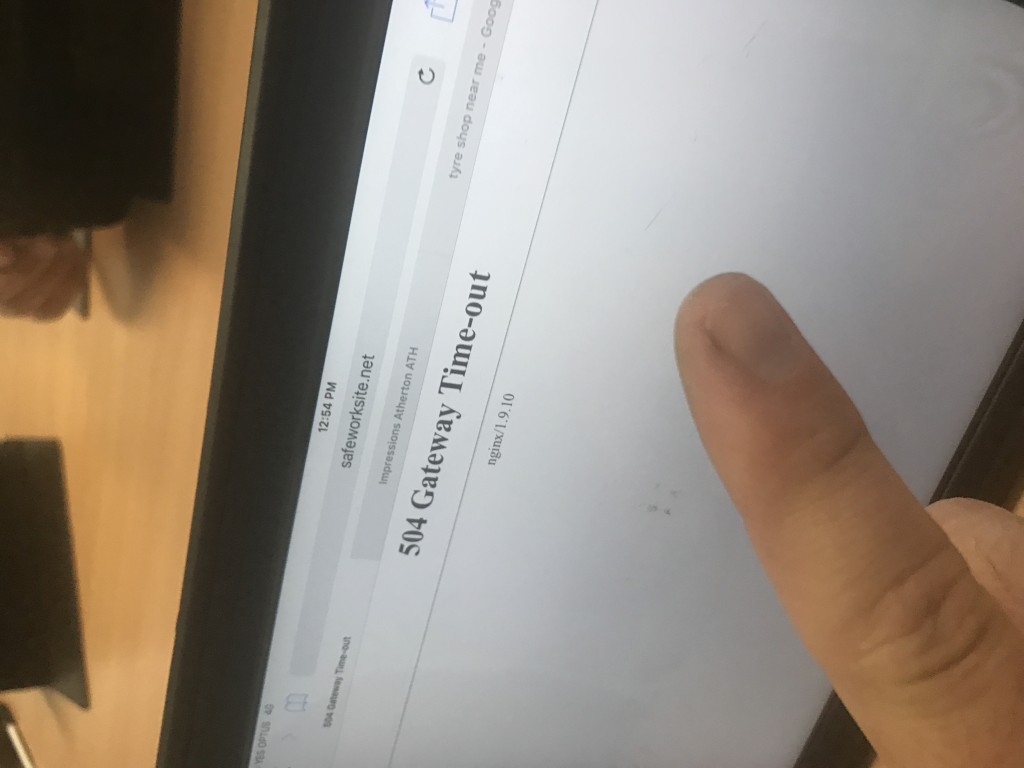 YES OPTUS 4G
12:54 PM
safeworksite.net
504 Gateway Time-out
Impressions Atherton ATH
tyre shop near me - Goog
504 Gateway Time-out
nginx/1.9.10